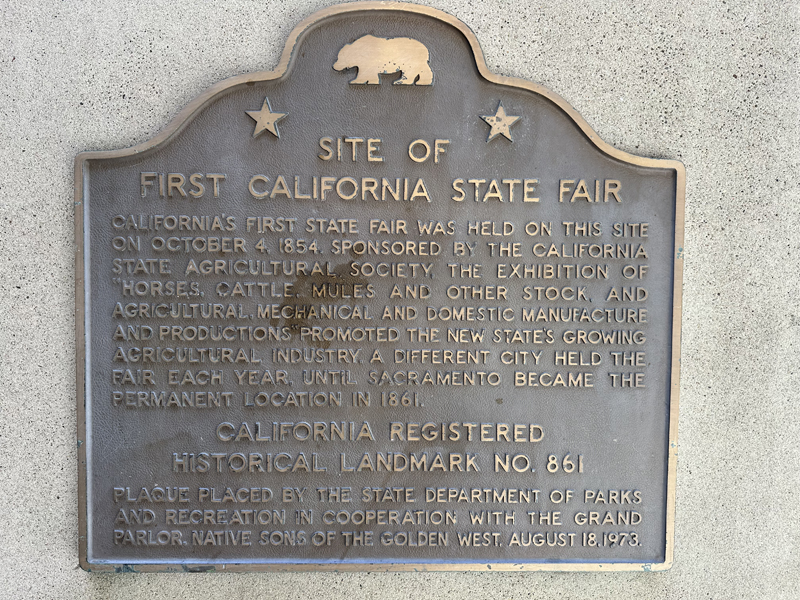 SITE OF
FIRST CALIFORNIA STATE FAIR
CALIFORNIA'S FIRST STATE FAIR WAS HELD ON THIS SITE
ON OCTOBER 4, 1854. SPONSORED BY THE CALIFORNIA
STATE AGRICULTURAL SOCIETY, THE EXHIBITION OF
"HORSES, CATTLE, MULES AND OTHER STOCK, AND
AGRICULTURAL, MECHANICAL AND DOMESTIC MANUFACTURE
AND PRODUCTIONS" PROMOTED THE NEW STATE'S GROWING
AGRICULTURAL INDUSTRY. A DIFFERENT CITY HELD THE
FAIR EACH YEAR, UNTIL SACRAMENTO BECAME THE
PERMANENT LOCATION IN 1861.
CALIFORNIA REGISTERED
HISTORICAL LANDMARK NO. 861
PLAQUE PLACED BY THE STATE DEPARTMENT OF PARKS
AND RECREATION IN COOPERATION WITH THE GRAND
PARLOR, NATIVE SONS OF THE GOLDEN WEST, AUGUST 18, 1973.